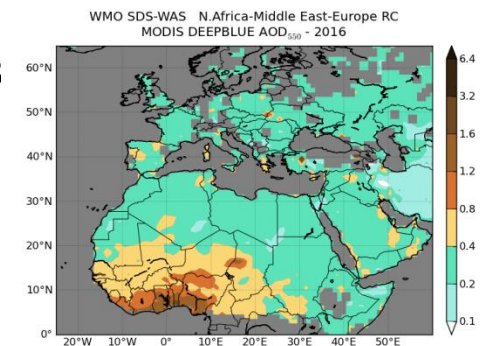 WMO SDS-WAS N.Africa-Middle East-Europe RC
MODIS DEEPBLUE AOD₅₅₀ - 2016
60°N
50°N
40°N
30°N
20°N
10°N
0°
20°W
10°W
0°
10°E
20°E
30°E
40°E
50°E
6.4
3.2
1.6
1.2
0.8
0.4
0.2
0.1